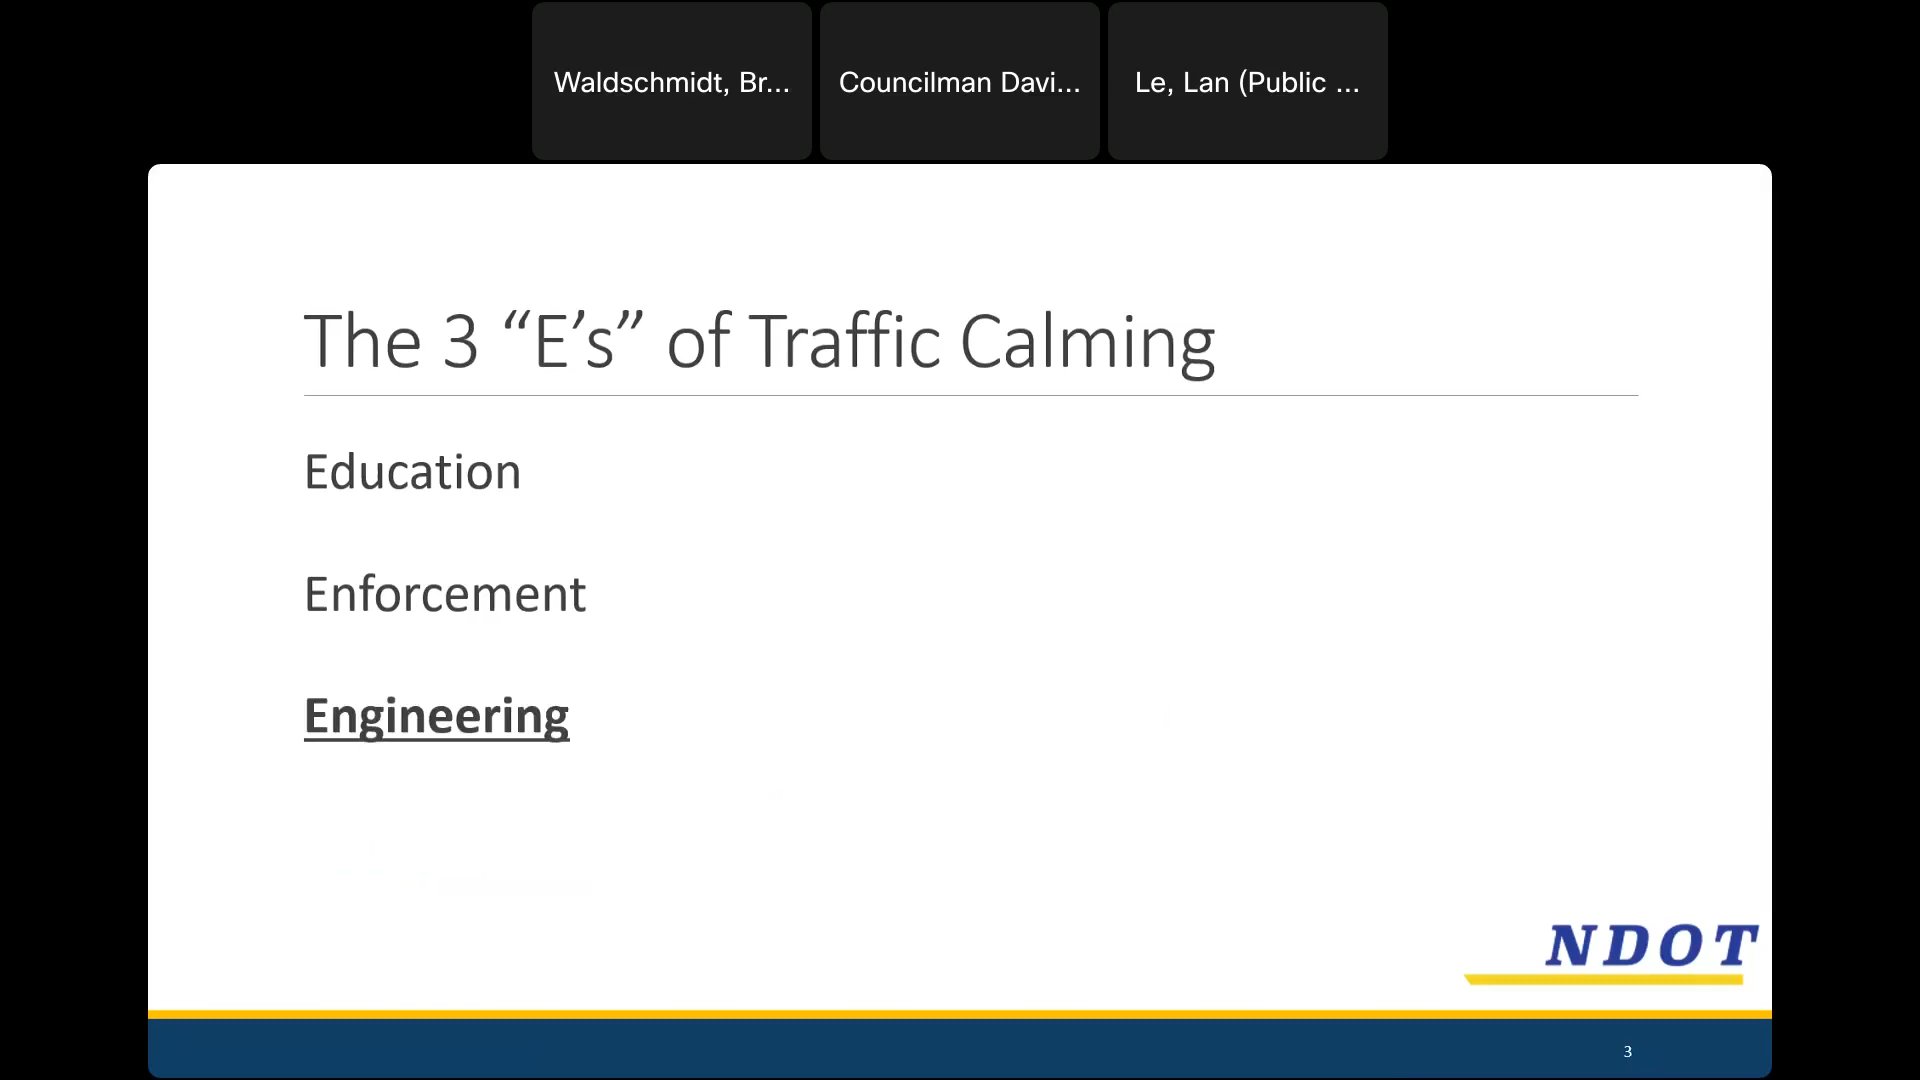 Waldschmidt, Br...
Councilman Davi...
Le, Lan (Public ...
The 3 “E’s” of Traffic Calming
Education
Enforcement
Engineering
NDOT
3